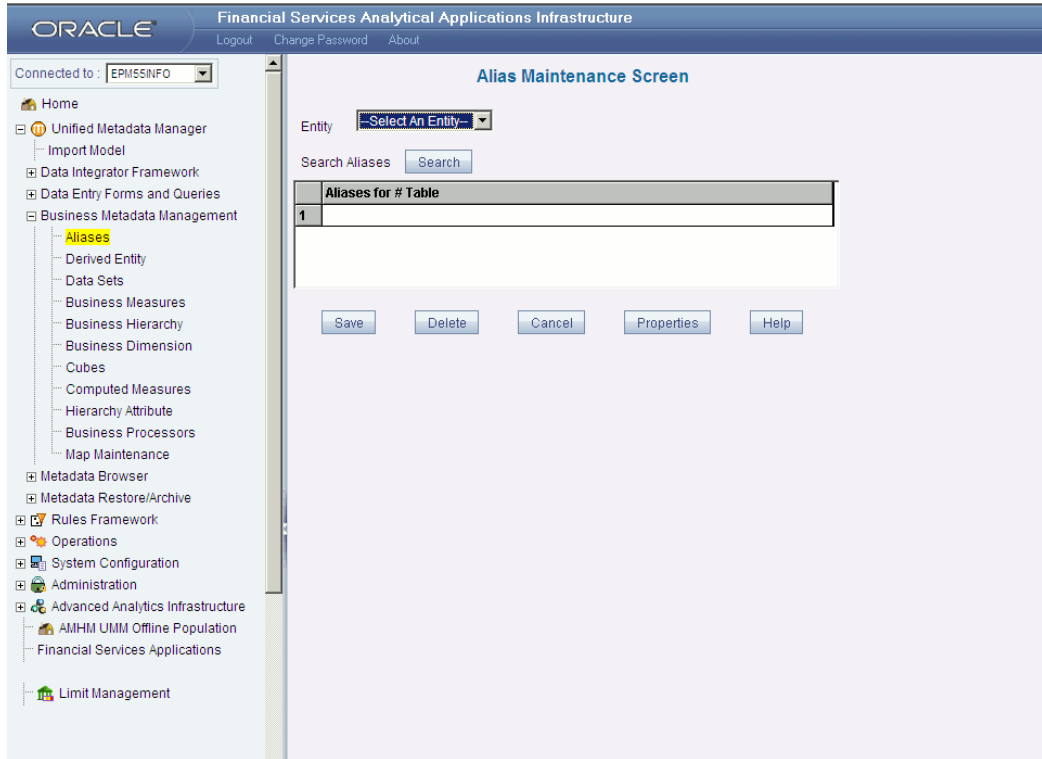 ORACLE
Financial Services Analytical Applications Infrastructure
Logout Change Password About
Connected to : EPM55INFO
Home
Unified Metadata Manager
Import Model
Data Integrator Framework
Data Entry Forms and Queries
Business Metadata Management
Aliases
Derived Entity
Data Sets
Business Measures
Business Hierarchy
Business Dimension
Cubes
Computed Measures
Hierarchy Attribute
Business Processors
Map Maintenance
Metadata Browser
Metadata Restore/Archive
Rules Framework
Operations
System Configuration
Administration
Advanced Analytics Infrastructure
AMHM UMM Offline Population
Financial Services Applications
Limit Management
Alias Maintenance Screen
Entity --Select An Entity--
Search Aliases Search
Aliases for # Table
1
Save Delete Cancel Properties Help